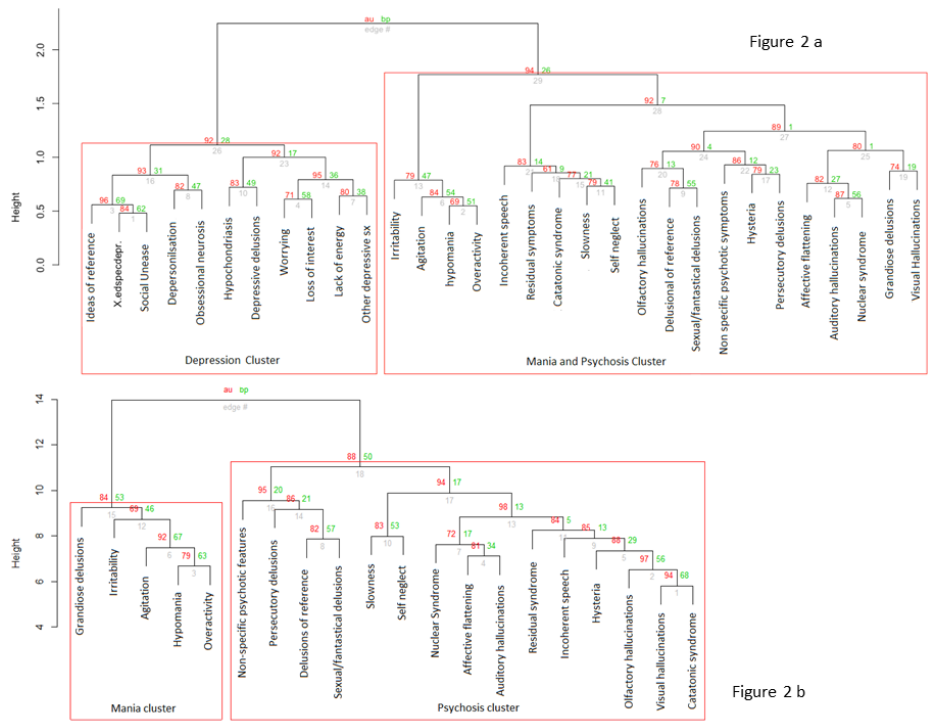 au bp
edge #
Figure 2 a
Height
2.0
1.5
1.0
0.5
0.0
94 26
29
92 7
28
89 1
27
92 28
26
93 31
16
92 17
23
96 69
3
84 62
1
82 47
8
83 49
10
95 36
14
71 58
4
80 38
7
79 47
13
84 54
6
69 51
2
83 14
61 9
77 21
15
79 41
11
90 4
24
76 13
20
78 55
9
86 12
22
79 23
17
80 1
25
82 27
12
87 56
5
74 19
19
Ideas of reference
X.edspecdepr.
Social Unease
Depersonilsation
Obsessional neurosis
Hypochondriasis
Depressive delusions
Worrying
Loss of interest
Lack of energy
Other depressive sx
Irritability
Agitation
hypomania
Overactivity
Incoherent speech
Residual symptoms
Catatonic syndrome
Slowness
Self neglect
Olfactory hallucinations
Delusional of reference
Sexual/fantastical delusions
Non specific psychotic symptoms
Hysteria
Persecutory delusions
Affective flattening
Auditory hallucinations
Nuclear syndrome
Grandiose delusions
Visual Hallucinations
Depression Cluster
Mania and Psychosis Cluster
au bp
edge #
Height
14
12
10
8
6
4
88 50
18
84 53
15
69 46
12
92 67
6
79 63
3
95 20
16
86 21
14
82 57
8
94 17
17
83 53
10
98 13
13
72 17
7
81 34
4
84 5
11
85 13
9
88 29
5
97 56
2
94 68
1
Grandiose delusions
Irritability
Agitation
Hypomania
Overactivity
Non-specific psychotic features
Persecutory delusions
Delusions of reference
Sexual/fantastical delusions
Slowness
Self neglect
Nuclear Syndrome
Affective flattening
Auditory hallucinations
Residual syndrome
Incoherent speech
Hysteria
Olfactory hallucinations
Visual hallucinations
Catatonic syndrome
Mania cluster
Psychosis cluster
Figure 2 b